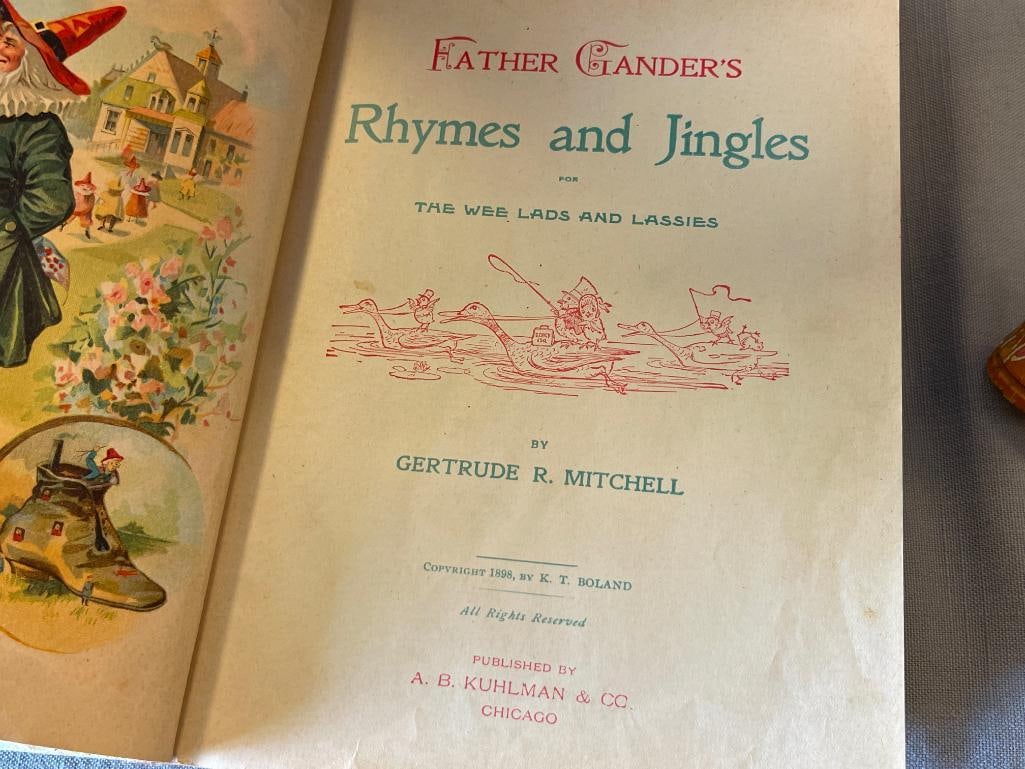 FATHER GANDER'S
Rhymes and Jingles
FOR
THE WEE LADS AND LASSIES
BY
GERTRUDE R. MITCHELL
COPYRIGHT 1898, BY K. T. BOLAND
All Rights Reserved
PUBLISHED BY
A. B. KUHLMAN & CO.
CHICAGO